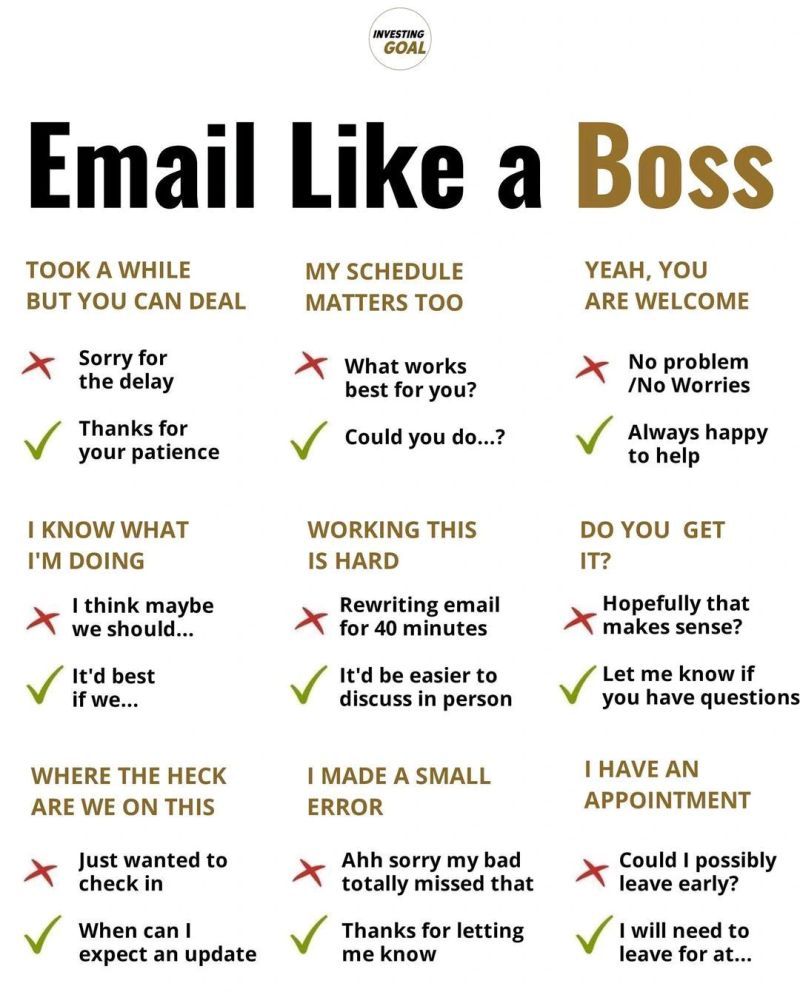 INVESTING
GOAL
Email Like a Boss
TOOK A WHILE
BUT YOU CAN DEAL
Sorry for
the delay
Thanks for
your patience
MY SCHEDULE
MATTERS TOO
What works
best for you?
Could you do...?
YEAH, YOU
ARE WELCOME
No problem
/No Worries
Always happy
to help
I KNOW WHAT
I'M DOING
I think maybe
we should...
It'd best
if we...
WORKING THIS
IS HARD
Rewriting email
for 40 minutes
It'd be easier to
discuss in person
DO YOU GET
IT?
Hopefully that
makes sense?
Let me know if
you have questions
WHERE THE HECK
ARE WE ON THIS
Just wanted to
check in
When can I
expect an update
I MADE A SMALL
ERROR
Ahh sorry my bad
totally missed that
Thanks for letting
me know
I HAVE AN
APPOINTMENT
Could I possibly
leave early?
I will need to
leave for at...